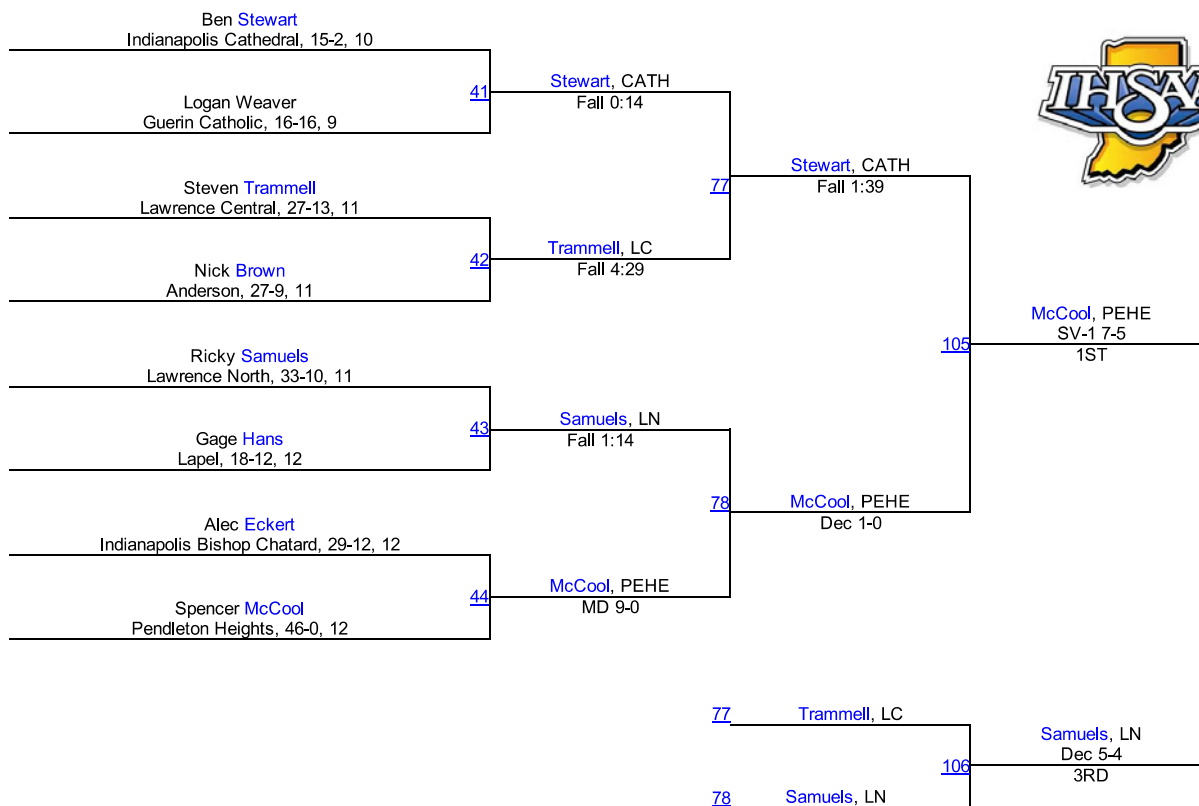 Ben Stewart
Indianapolis Cathedral, 15-2, 10
41
Stewart, CATH
Fall 0:14
Logan Weaver
Guerin Catholic, 16-16, 9
IHSAA
77
Stewart, CATH
Fall 1:39
Steven Trammell
Lawrence Central, 27-13, 11
42
Trammell, LC
Fall 4:29
Nick Brown
Anderson, 27-9, 11
105
McCool, PEHE
SV-1 7-5
1ST
Ricky Samuels
Lawrence North, 33-10, 11
43
Samuels, LN
Fall 1:14
Gage Hans
Lapel, 18-12, 12
78
McCool, PEHE
Dec 1-0
Alec Eckert
Indianapolis Bishop Chatard, 29-12, 12
44
McCool, PEHE
MD 9-0
Spencer McCool
Pendleton Heights, 46-0, 12
77
Trammell, LC
106
Samuels, LN
Dec 5-4
3RD
78
Samuels, LN